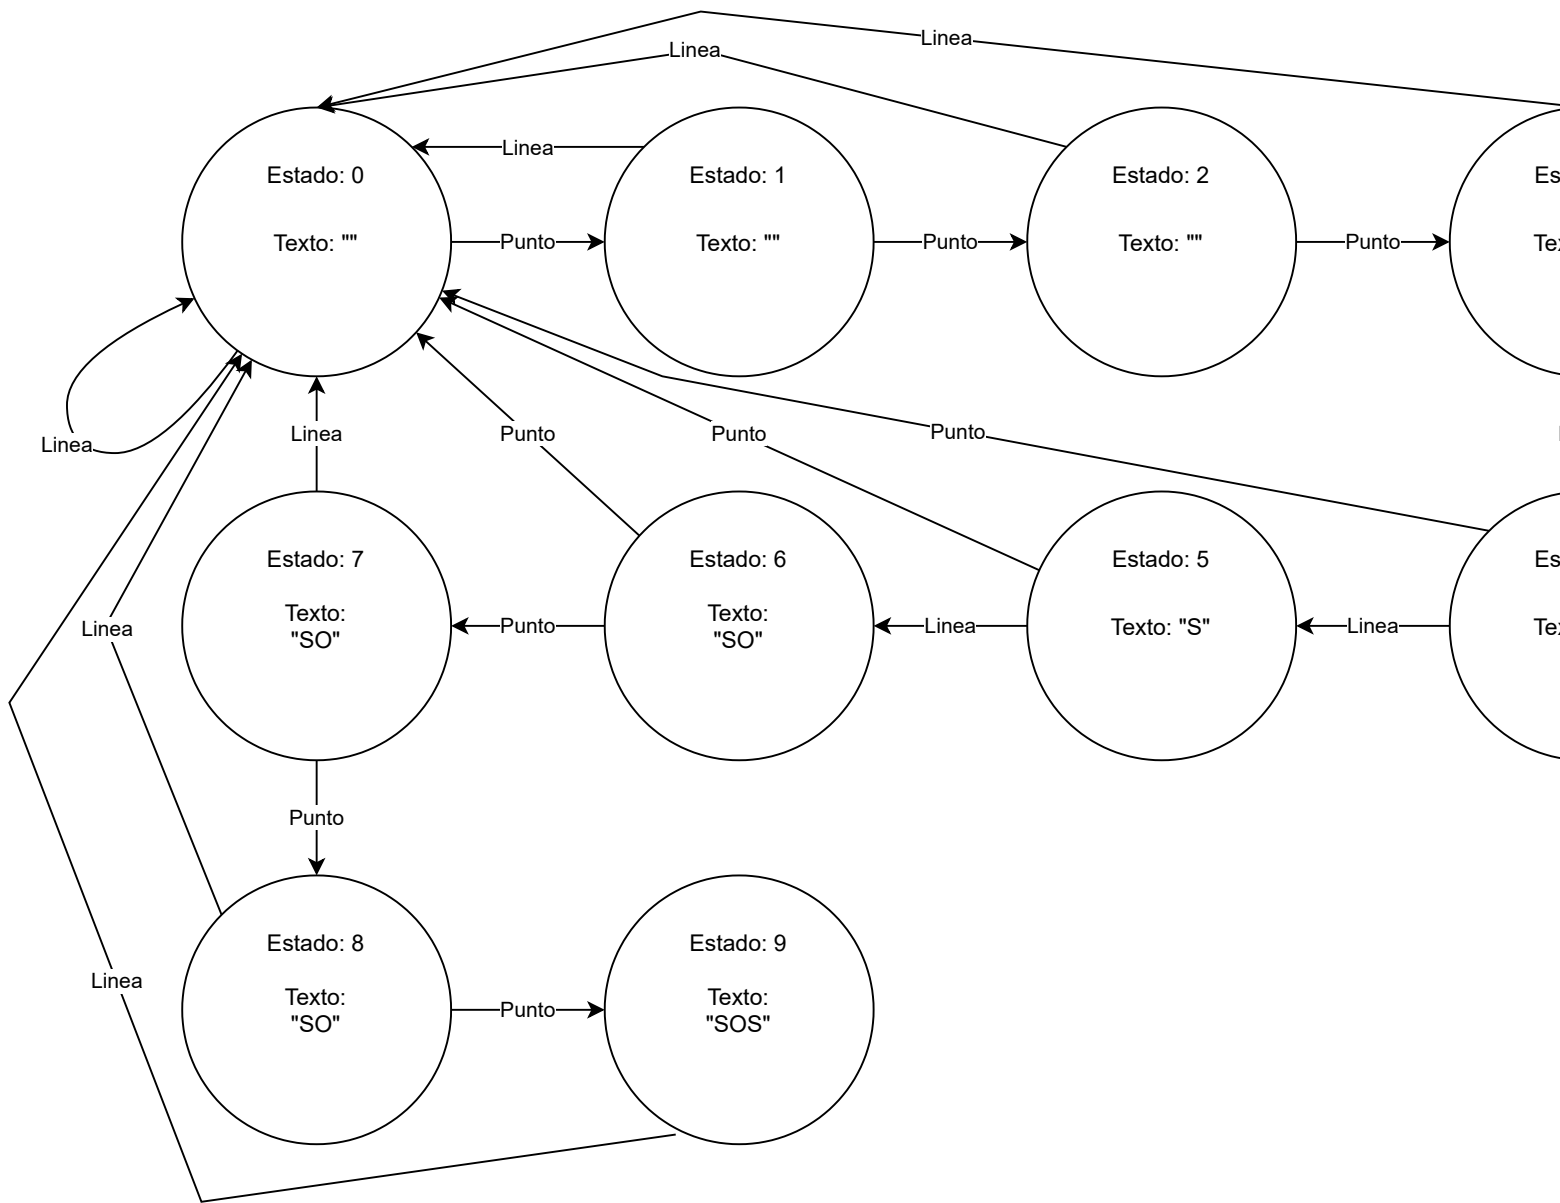 Linea
Linea
Linea
Estado: 0
Texto: ""
Punto
Estado: 1
Texto: ""
Punto
Estado: 2
Texto: ""
Punto
Linea
Linea
Punto
Punto
Punto
Estado: 7
Texto:
"SO"
Punto
Estado: 6
Texto:
"SO"
Linea
Estado: 5
Texto: "S"
Linea
Linea
Punto
Linea
Estado: 8
Texto:
"SO"
Punto
Estado: 9
Texto:
"SOS"